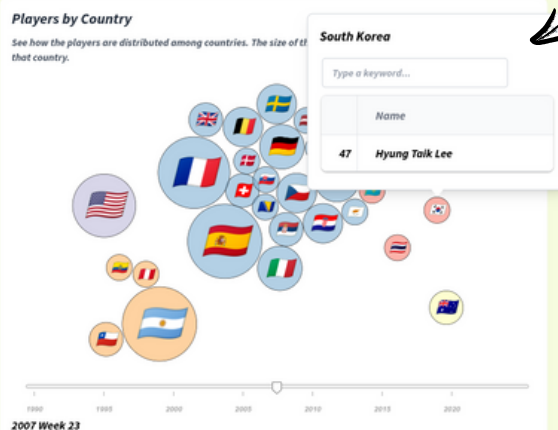 Players by Country
See how the players are distributed among countries. The size of th
that country.
South Korea
Type a keyword...
Name
47 Hyung Taik Lee
1990 1995 2000 2005 2010 2015 2020
2007 Week 23